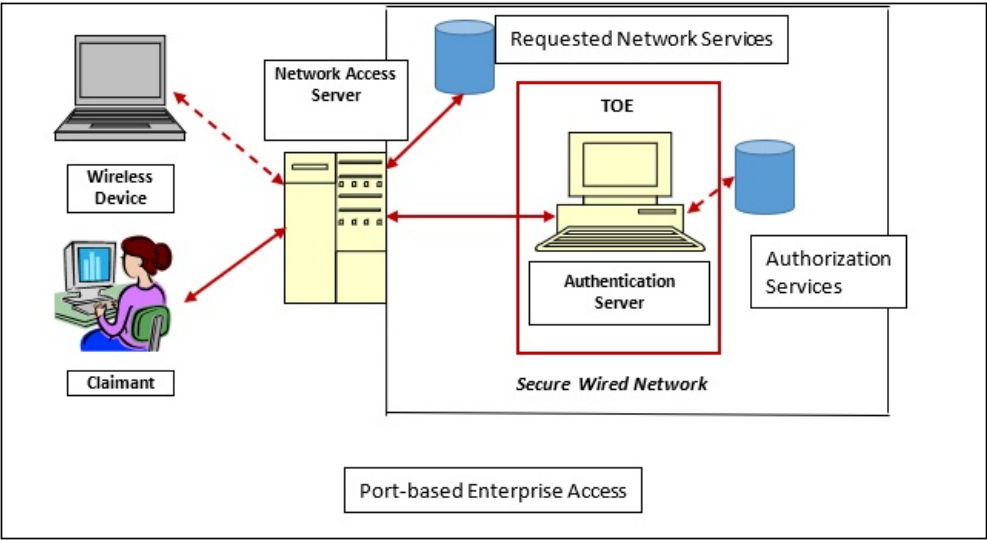 Requested Network Services
Network Access
Server
TOE
Wireless
Device
Authorization
Services
Authentication
Server
Claimant
Secure Wired Network
Port-based Enterprise Access